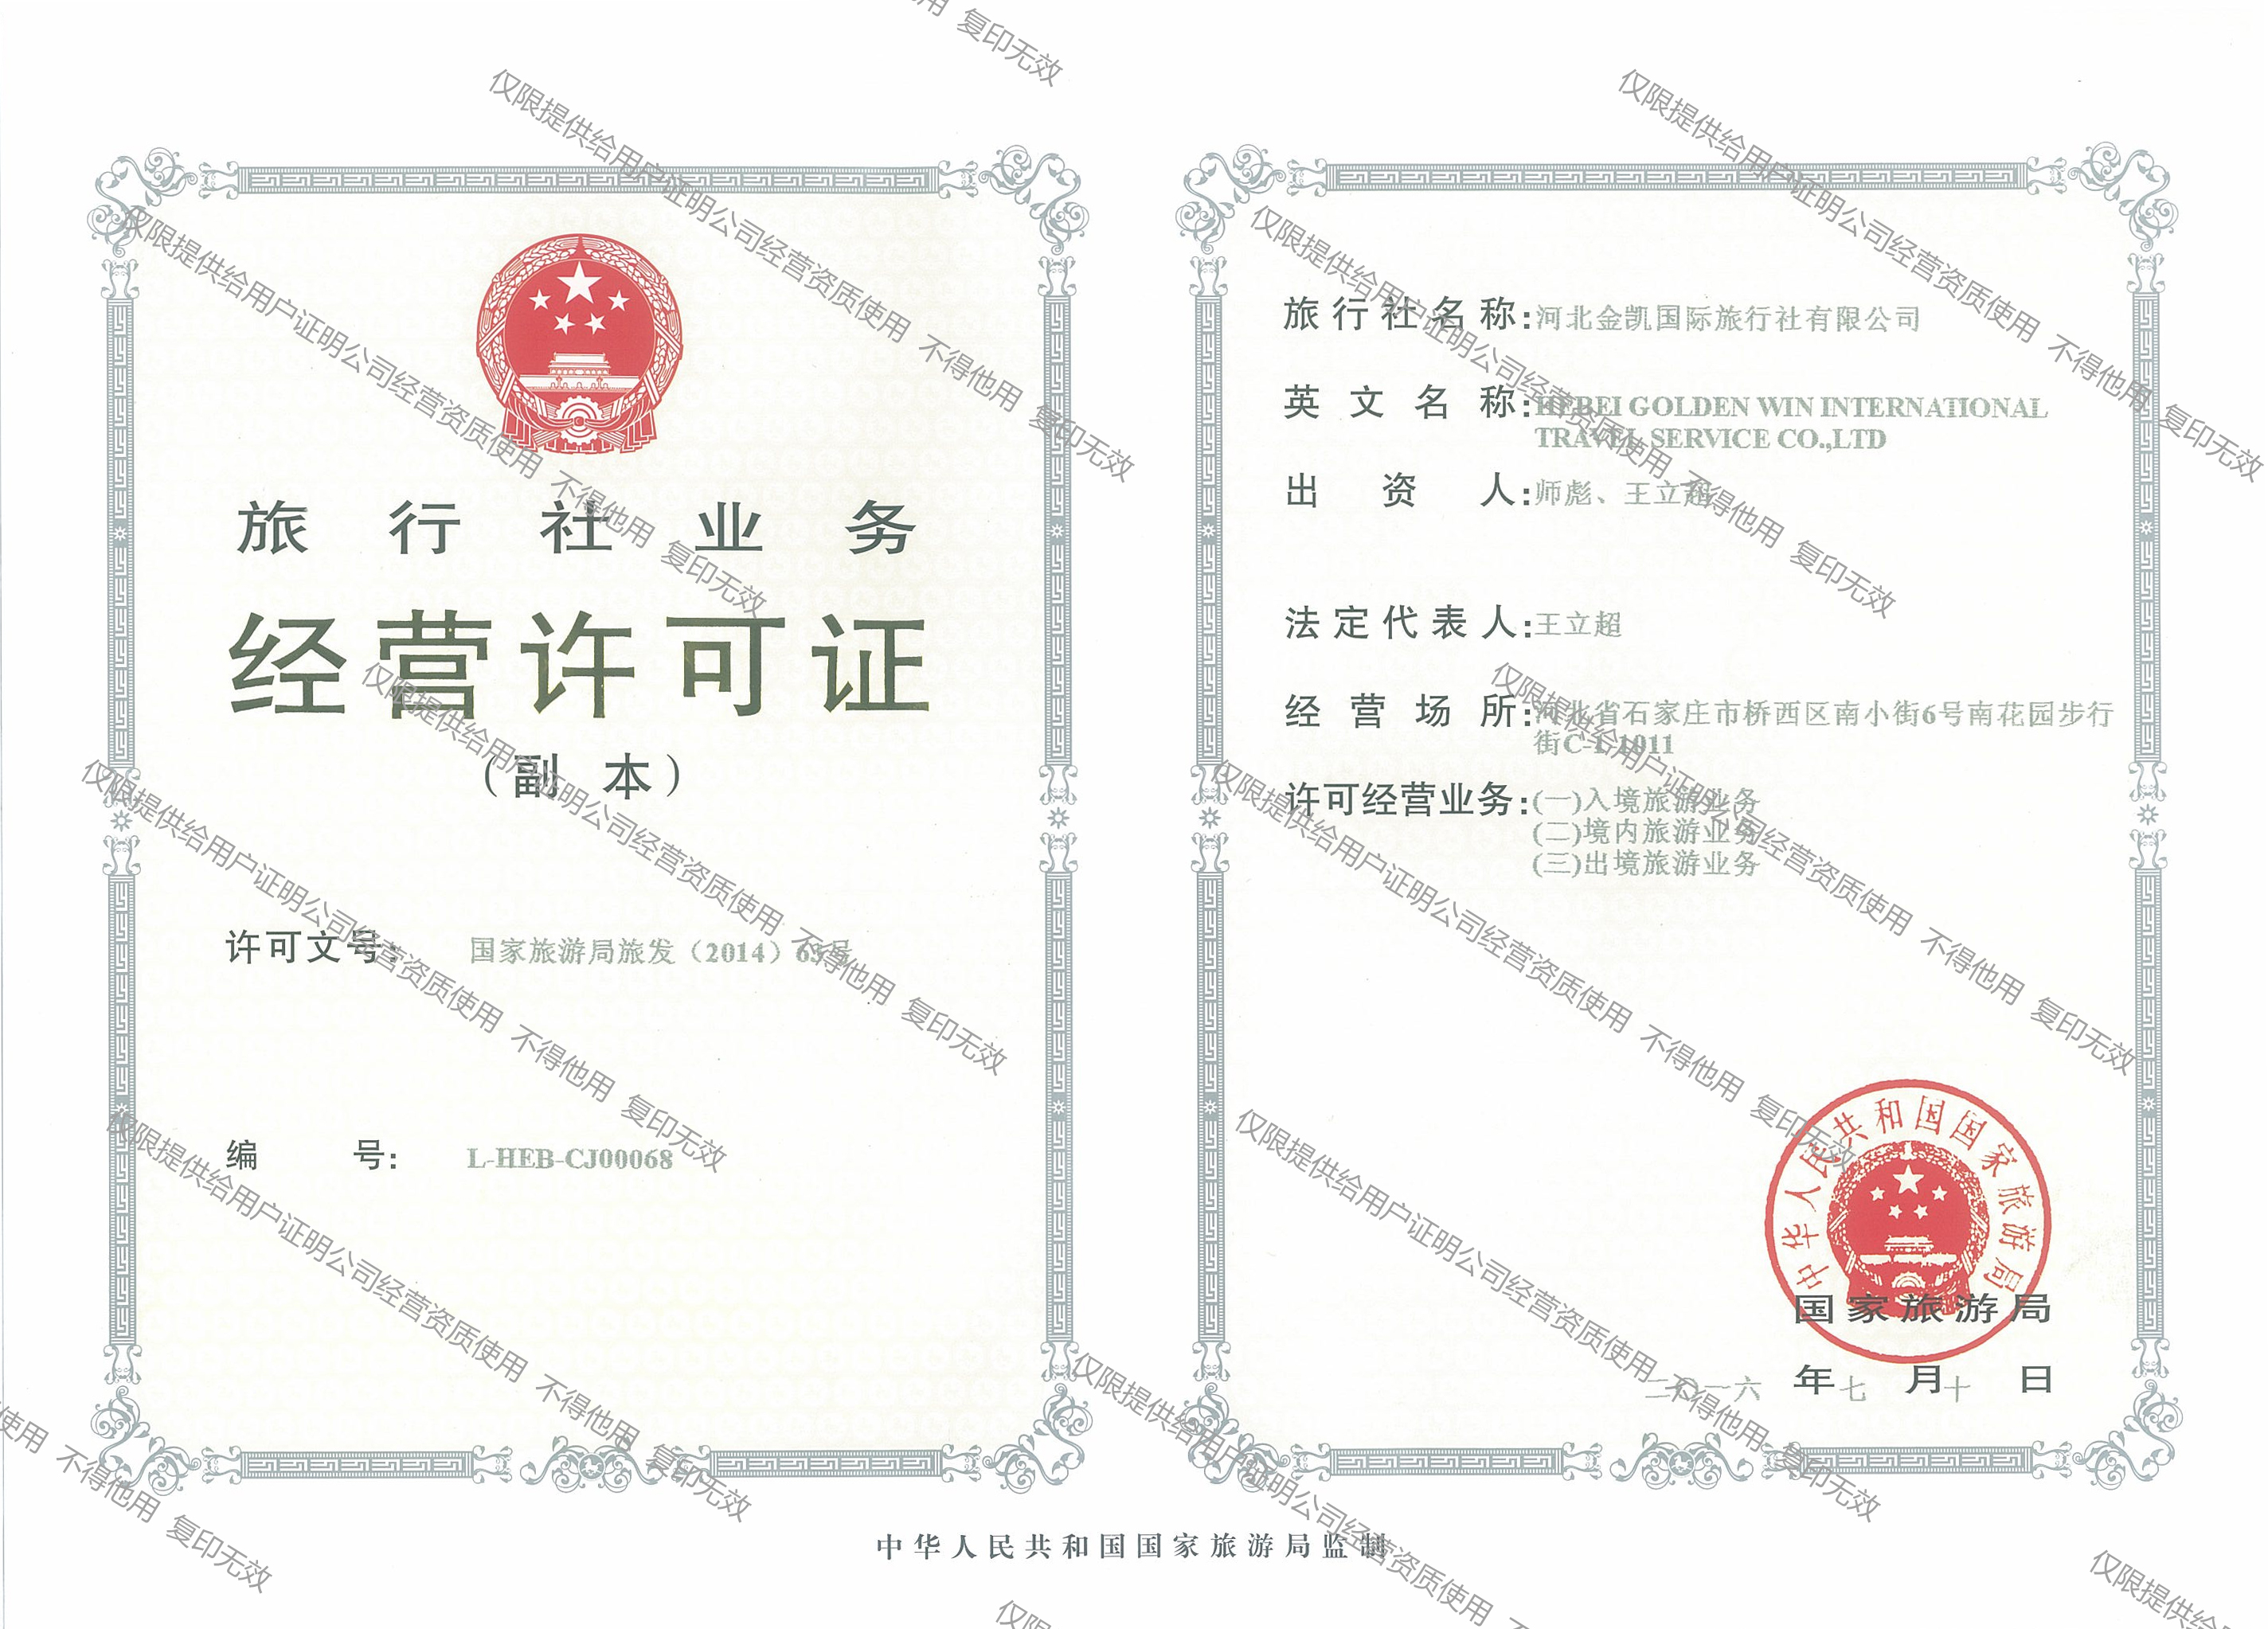 旅行社业务
经营许可证
（副 本）
许可文号： 国家旅游局旅发（2014）65号
编 号： L-HEB-CJ00068
旅行社名称：河北金凯国际旅行社有限公司
英文名称：HEBEI GOLDEN WIN INTERNATIONAL
TRAVEL SERVICE CO.,LTD
出资人：师彪、王立超
法定代表人：王立超
经营场所：河北省石家庄市桥西区南小街6号南花园步行
街C-1-1011
许可经营业务：(一)入境旅游业务
(二)境内旅游业务
(三)出境旅游业务
中华人民共和国国家旅游局
国家旅游局
二〇一六 年七 月十 日
中华人民共和国国家旅游局监制
仅限提供给用户证明公司经营资质使用 不得他用 复印无效